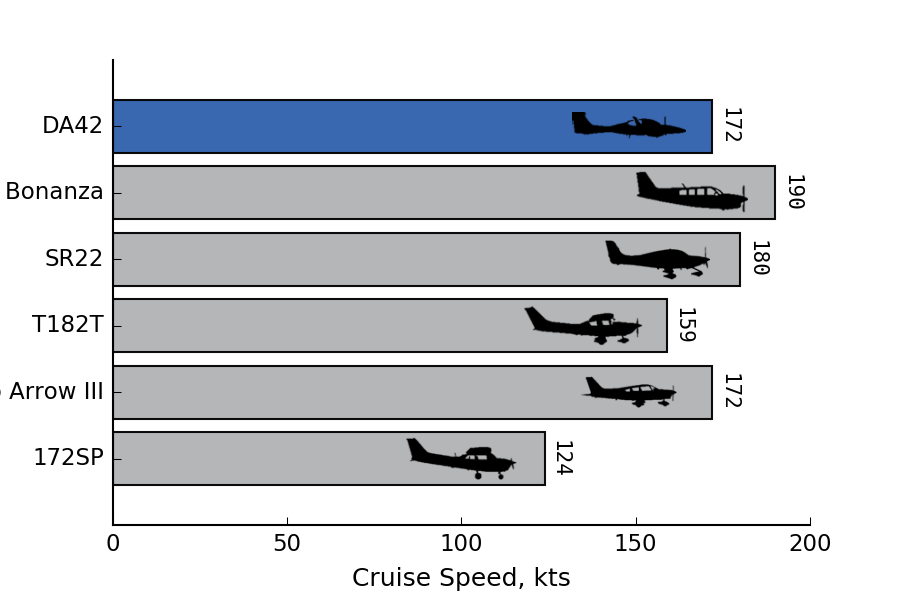 DA42
172
Bonanza
190
SR22
180
T182T
159
Arrow III
172
172SP
124
0 50 100 150 200
Cruise Speed, kts